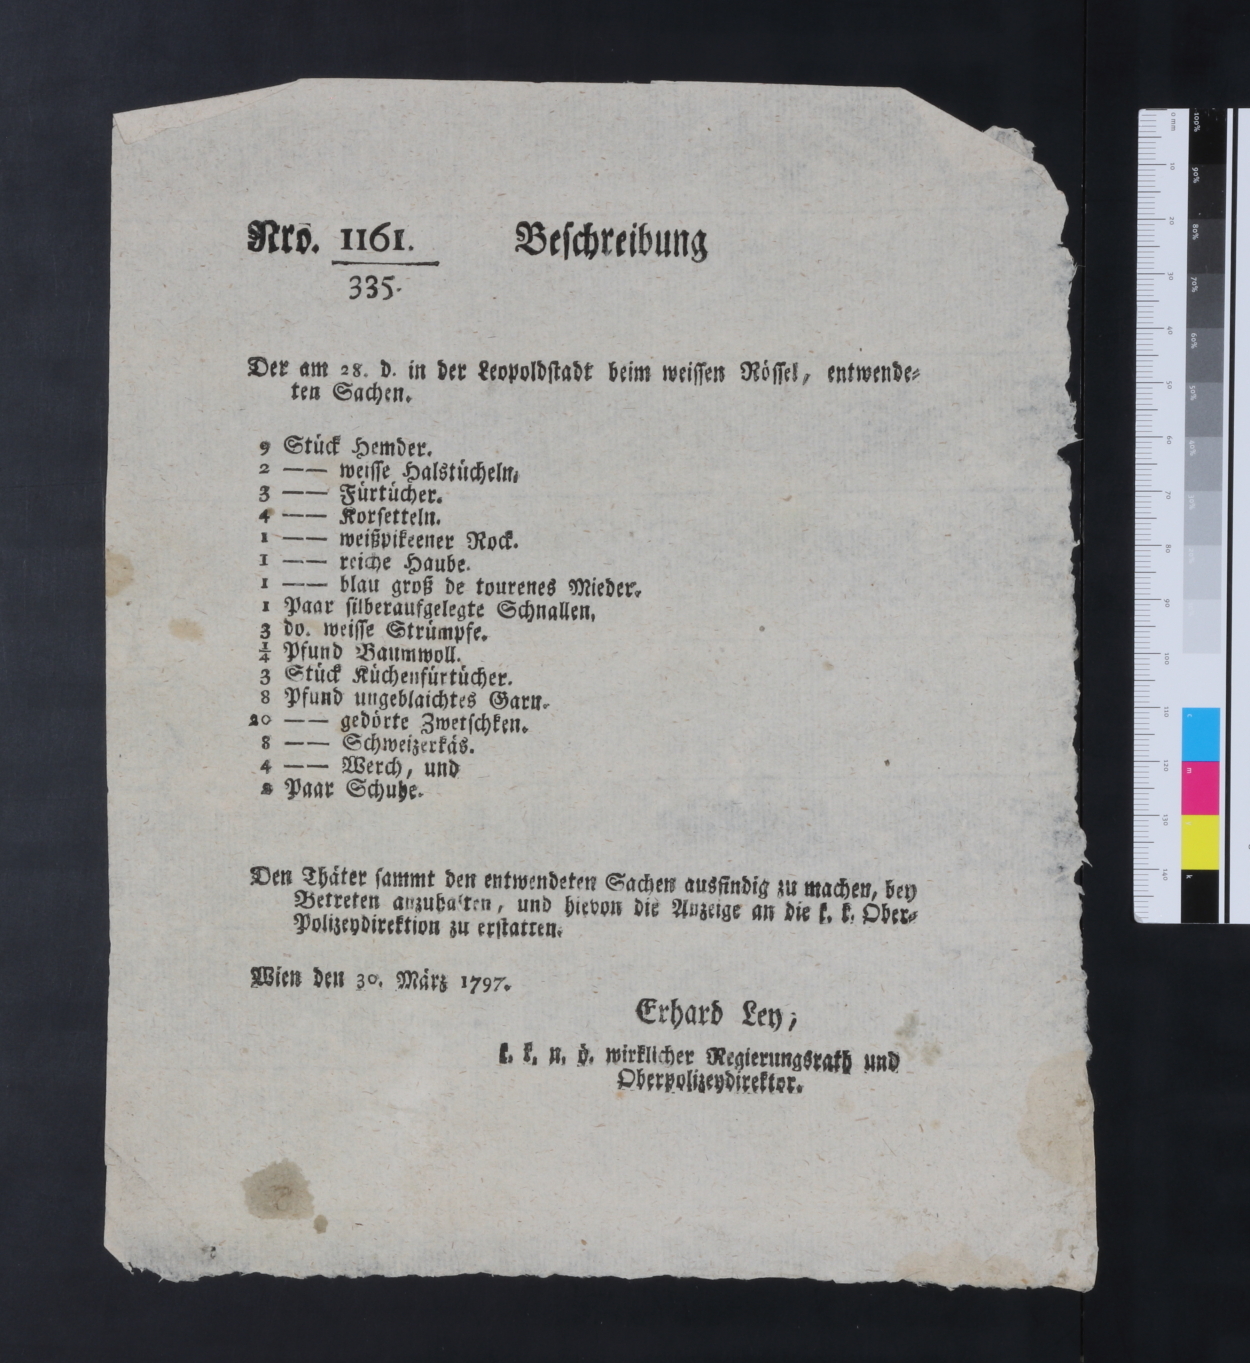 Nro. 1161. Beschreibung
335.
Der am 28. d. in der Leopoldstadt beim weissen Rössel, entwende-
ten Sachen.
9 Stück Hemder.
2 —— weisse Halstücheln.
3 —— Fürtücher.
4 —— Korsetteln.
1 —— weißpikeener Rock.
1 —— reiche Haube.
1 —— blau groß de tourenes Mieder.
1 Paar silberaufgelegte Schnallen,
3 do. weisse Strümpfe.
¼ Pfund Baumwoll.
3 Stück Küchenfürtücher.
8 Pfund ungeblaichtes Garn.
20 —— gedörte Zwetschken.
8 —— Schweizerkäs.
4 —— Werch, und
Paar Schuhe.
Den Thäter sammt den entwendeten Sachen ausfindig zu machen, bey
Betreten anzuhalten, und hievon die Anzeige an die k. k. Ober-
Polizeydirektion zu erstatten.
Wien den 30. März 1797.
Erhard Ley,
k. k. n. ö. wirklicher Regierungsrath und
Oberpolizeydirektor.